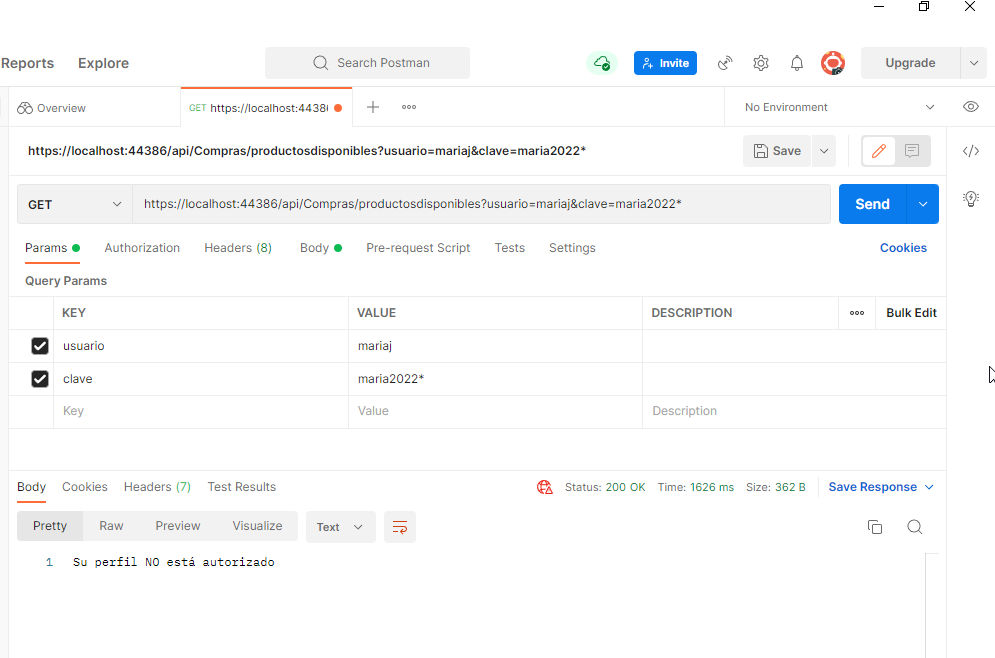 Reports Explore Search Postman Invite Upgrade
Overview GET https://localhost:4438 No Environment
https://localhost:44386/api/Compras/productosdisponibles?usuario=mariaj&clave=maria2022* Save
GET https://localhost:44386/api/Compras/productosdisponibles?usuario=mariaj&clave=maria2022* Send
Params Authorization Headers (8) Body Pre-request Script Tests Settings Cookies
Query Params
KEY VALUE DESCRIPTION Bulk Edit
usuario mariaj
clave maria2022*
Key Value Description
Body Cookies Headers (7) Test Results Status: 200 OK Time: 1626 ms Size: 362 B Save Response
Pretty Raw Preview Visualize Text
1 Su perfil NO está autorizado